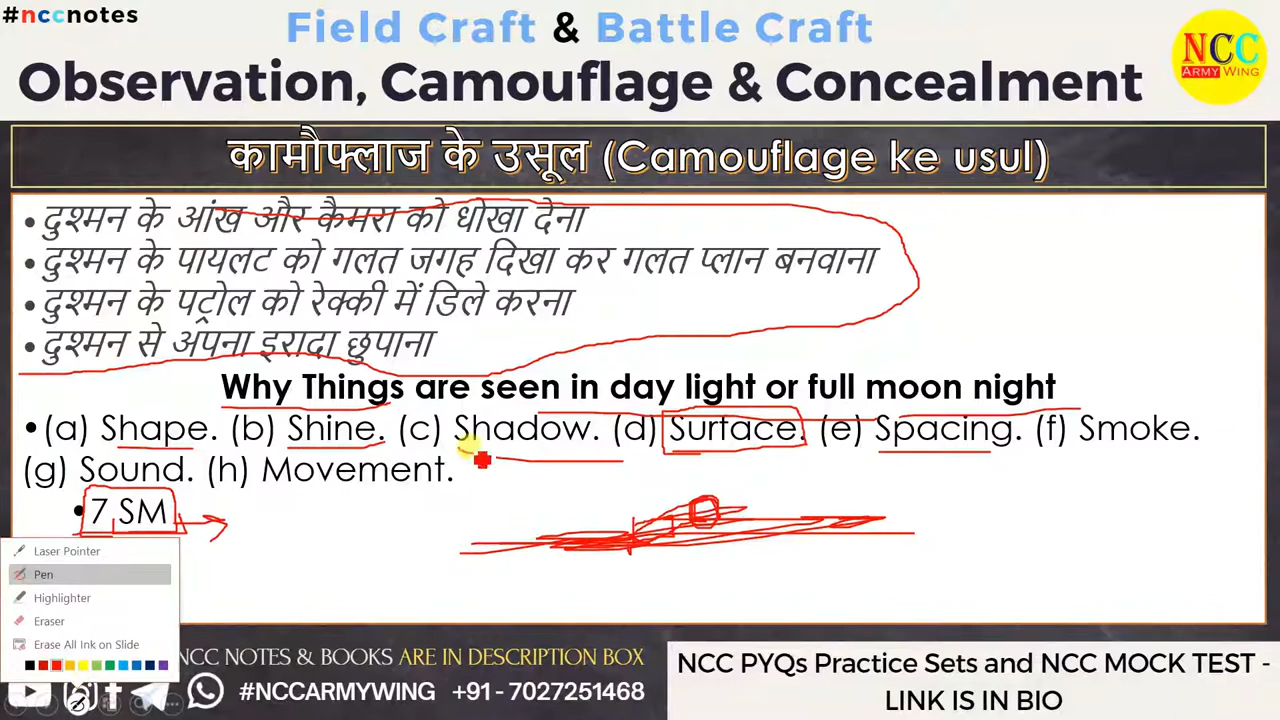 #nccnotes
Field Craft & Battle Craft
Observation, Camouflage & Concealment
NCC
ARMY WING
कामौफ्लाज के उसूल (Camouflage ke usul)
• दुश्मन के आंख और कैमरा को धोखा देना
• दुश्मन के पायलट को गलत जगह दिखा कर गलत प्लान बनवाना
• दुश्मन के पट्रोल को रेक्की में डिले करना
• दुश्मन से अपना इरादा छुपाना
Why Things are seen in day light or full moon night
•(a) Shape. (b) Shine. (c) Shadow. (d) Surface. (e) Spacing. (f) Smoke.
(g) Sound. (h) Movement.
• 7 SM
Laser Pointer
Pen
Highlighter
Eraser
Erase All Ink on Slide
NCC NOTES & BOOKS ARE IN DESCRIPTION BOX
#NCCARMYWING +91 - 7027251468
NCC PYQs Practice Sets and NCC MOCK TEST -
LINK IS IN BIO